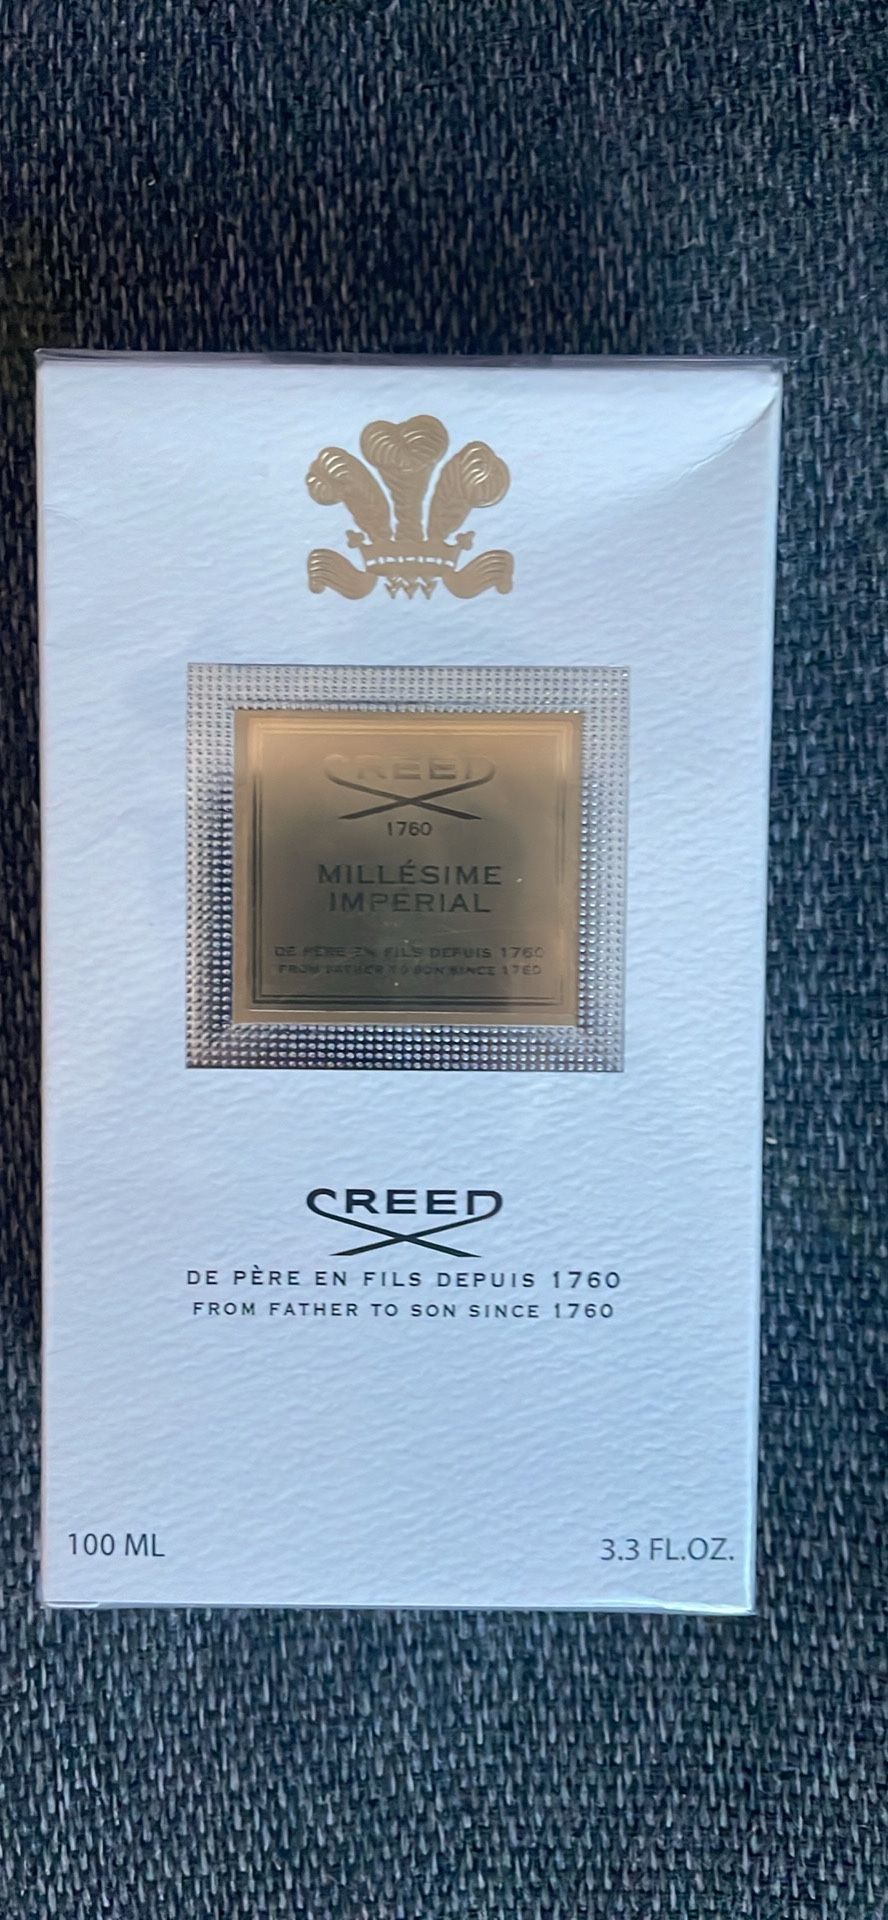 CREED
1760
MILLÉSIME
IMPÉRIAL
DE PÈRE EN FILS DEPUIS 1760
FROM FATHER TO SON SINCE 1760
CREED
DE PÈRE EN FILS DEPUIS 1760
FROM FATHER TO SON SINCE 1760
100 ML
3.3 FL.OZ.